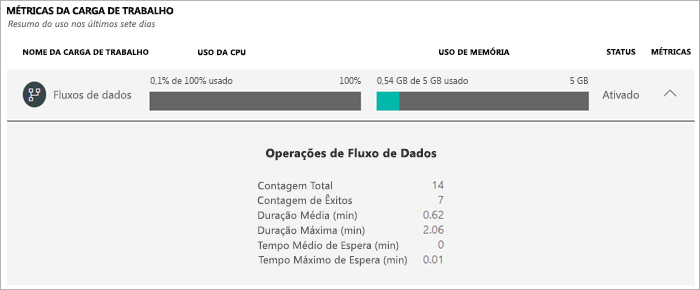 MÉTRICAS DA CARGA DE TRABALHO
Resumo do uso nos últimos sete dias
NOME DA CARGA DE TRABALHO USO DA CPU USO DE MEMÓRIA STATUS MÉTRICAS
0,1% de 100% usado 100% 0,54 GB de 5 GB usado 5 GB
Fluxos de dados Ativado
Operações de Fluxo de Dados
Contagem Total 14
Contagem de Êxitos 7
Duração Média (min) 0.62
Duração Máxima (min) 2.06
Tempo Médio de Espera (min) 0
Tempo Máximo de Espera (min) 0.01